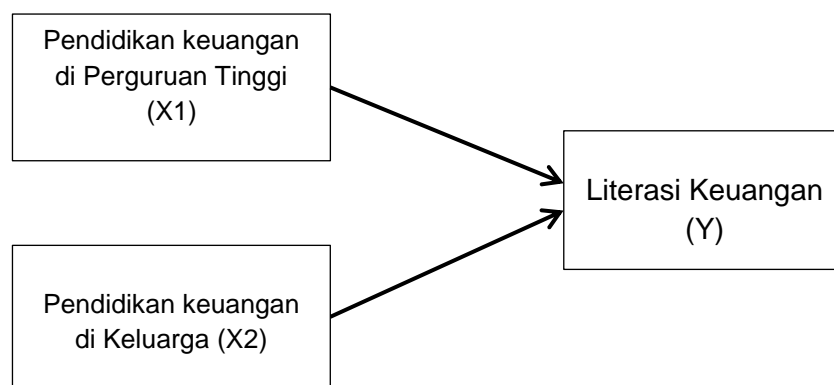 Pendidikan keuangan
di Perguruan Tinggi
(X1)
Literasi Keuangan
(Y)
Pendidikan keuangan
di Keluarga (X2)